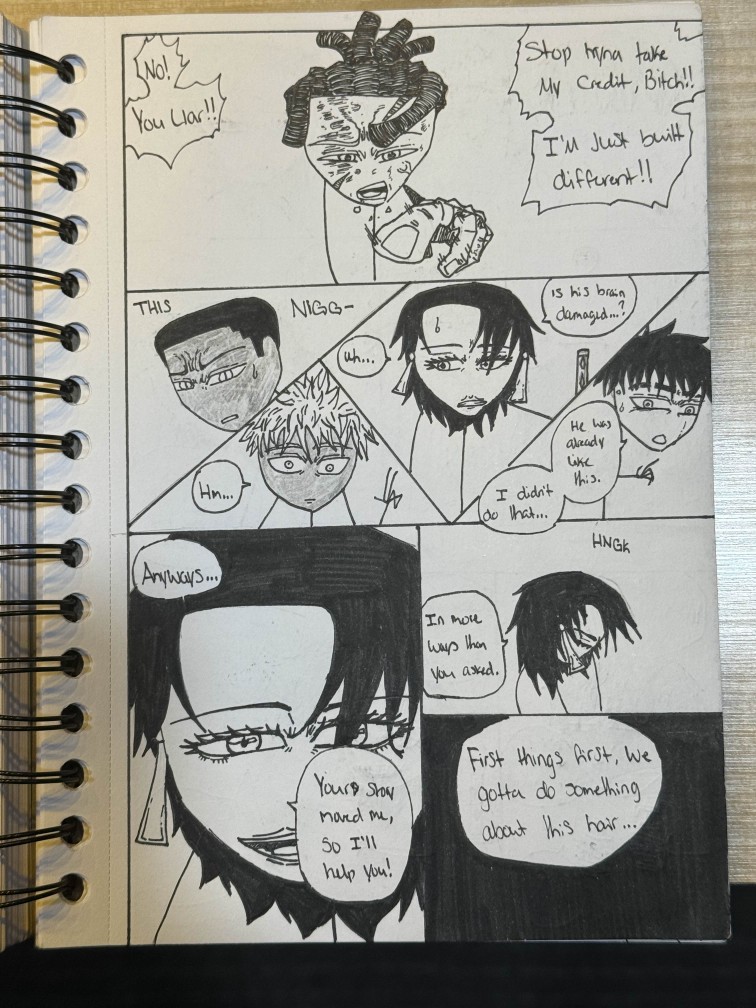 No!
You Liar!!
Stop tryna take
My Credit, Bitch!!
I'm Just built
different!!
THIS
NIGG-
Hm...
Uh...
Is his brain
damaged...?
He was
already
like
this.
I didn't
do that...
Anyways...
Your story
moved me,
So I'll
help you!
HNGK
In more
ways than
you asked.
First things first, We
gotta do something
about this hair...